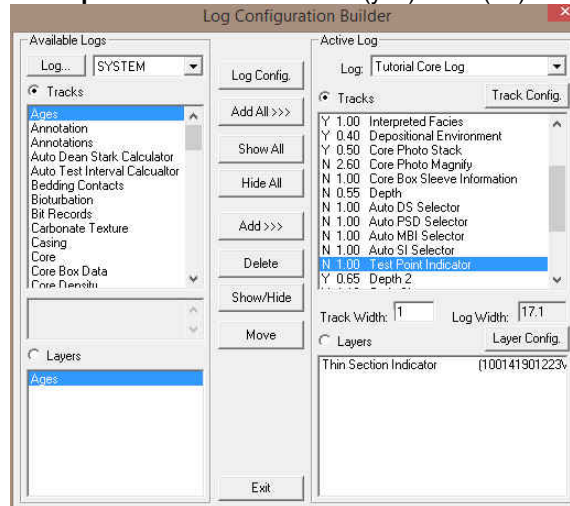 Log Configuration Builder
Available Logs
Log...
SYSTEM
Tracks
Ages
Annotation
Annotations
Auto Dean Stark Calculator
Auto Test Interval Calcualtor
Bedding Contacts
Bioturbation
Bit Records
Carbonate Texture
Casing
Core
Core Box Data
Core Density
Layers
Ages
Log Config.
Add All >>>
Show All
Hide All
Add >>>
Delete
Show/Hide
Move
Exit
Active Log
Log: Tutorial Core Log
Tracks
Track Config.
Y 1.00 Interpreted Facies
Y 0.40 Depositional Environment
Y 0.50 Core Photo Stack
N 2.60 Core Photo Magnify
N 1.00 Core Box Sleeve Information
N 0.55 Depth
N 1.00 Auto DS Selector
N 1.00 Auto PSD Selector
N 1.00 Auto MBI Selector
N 1.00 Auto SI Selector
N 1.00 Test Point Indicator
Y 0.65 Depth 2
Track Width: 1
Log Width: 17.1
Layers
Layer Config.
Thin Section Indicator (100141901223